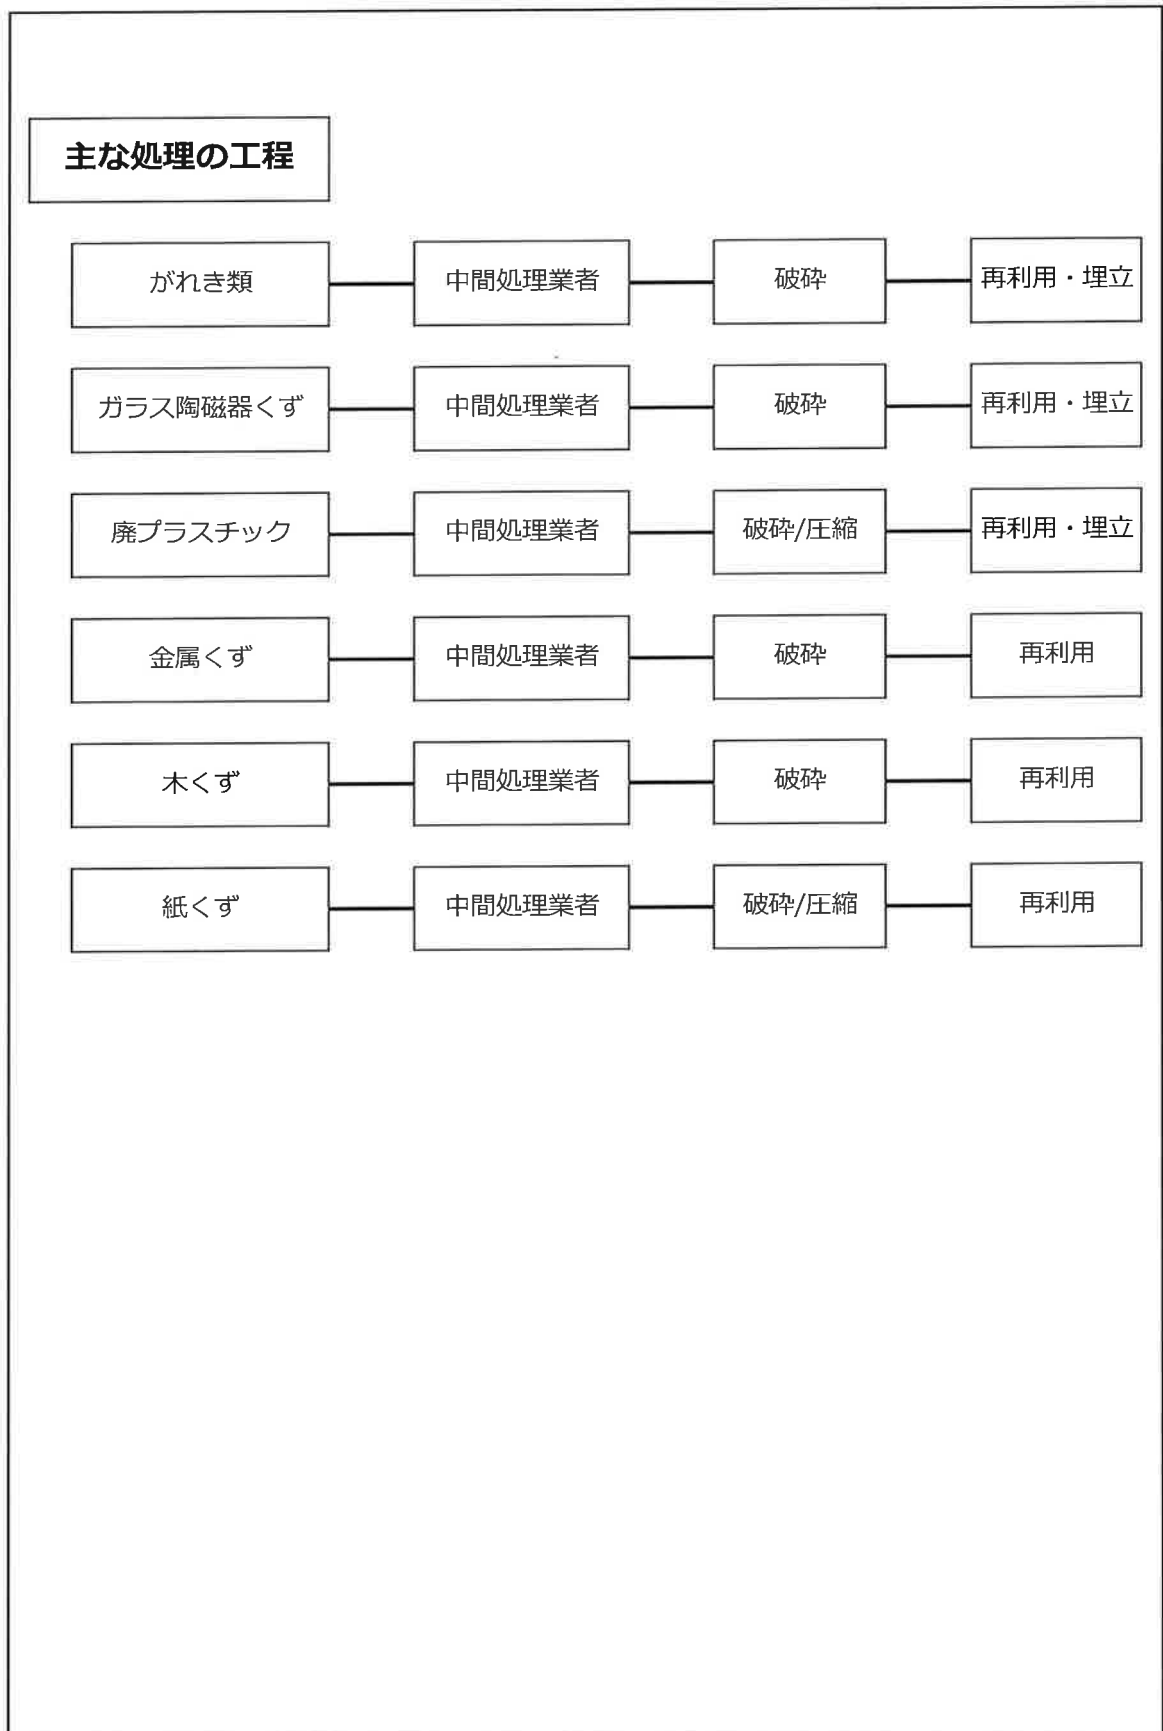 主な処理の工程
がれき類 中間処理業者 破砕 再利用・埋立
ガラス陶磁器くず 中間処理業者 破砕 再利用・埋立
廃プラスチック 中間処理業者 破砕/圧縮 再利用・埋立
金属くず 中間処理業者 破砕 再利用
木くず 中間処理業者 破砕 再利用
紙くず 中間処理業者 破砕/圧縮 再利用